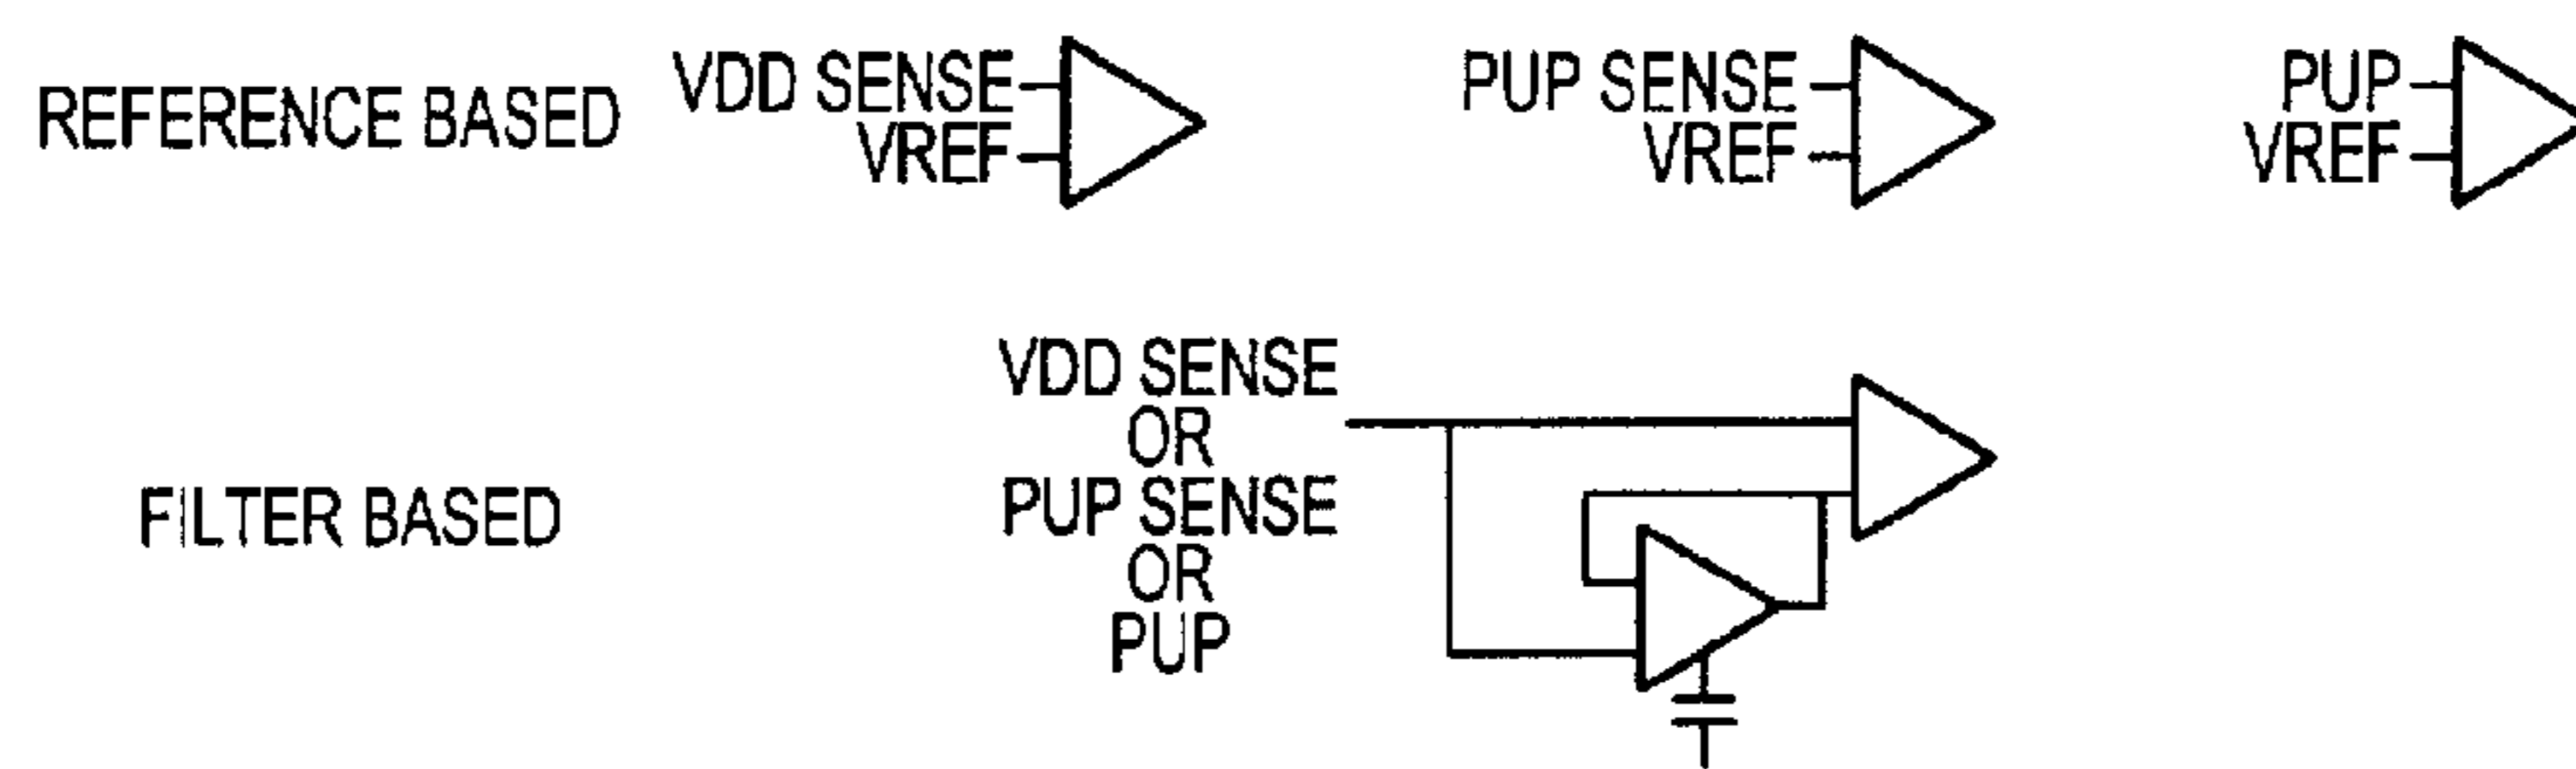 REFERENCE BASED
VDD SENSE
VREF
PUP SENSE
VREF
PUP
VREF
FILTER BASED
VDD SENSE
OR
PUP SENSE
OR
PUP